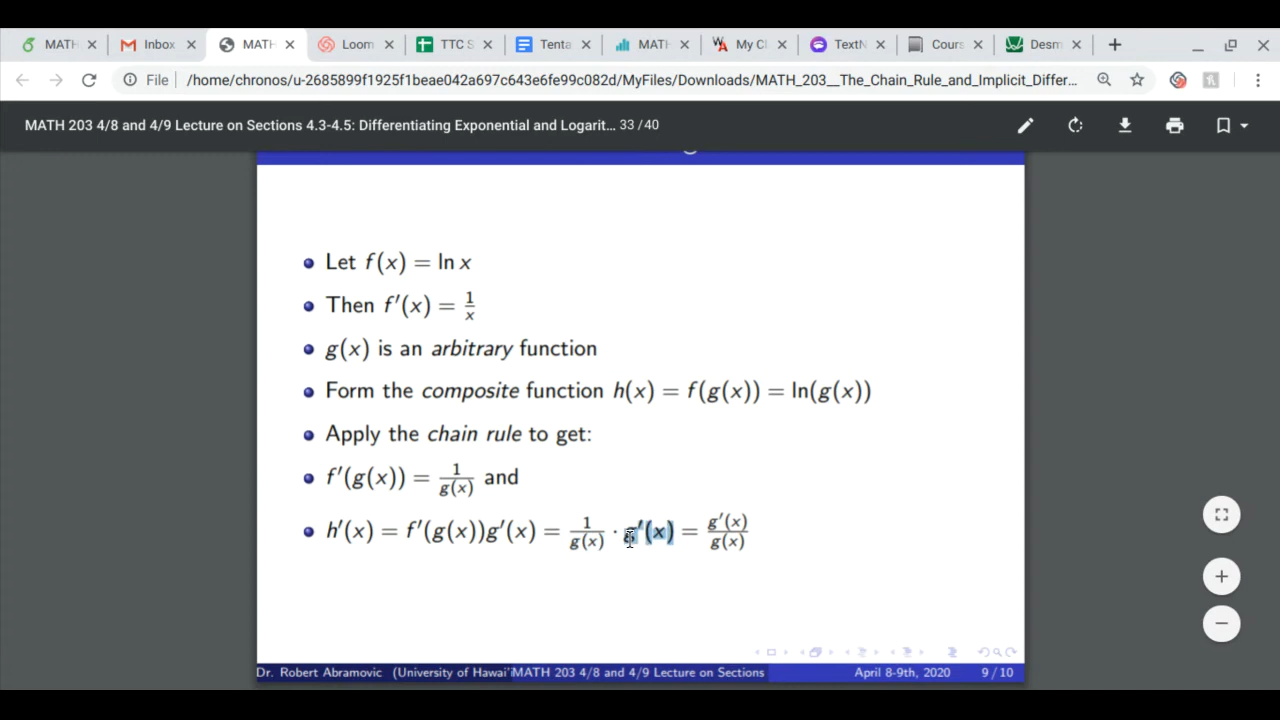 MATH Inbox MATH Loom TTC S Tenta MATH My Cl TextN Cours Desm
File /home/chronos/u-2685899f1925f1beae042a697c643e6fe99c082d/MyFiles/Downloads/MATH_203__The_Chain_Rule_and_Implicit_Differ...
MATH 203 4/8 and 4/9 Lecture on Sections 4.3-4.5: Differentiating Exponential and Logarit... 33 / 40
Let f(x) = ln x
Then f′(x) = 1/x
g(x) is an arbitrary function
Form the composite function h(x) = f(g(x)) = ln(g(x))
Apply the chain rule to get:
f′(g(x)) = 1/g(x) and
h′(x) = f′(g(x))g′(x) = 1/g(x) · g′(x) = g′(x)/g(x)
Dr. Robert Abramovic (University of Hawai'i MATH 203 4/8 and 4/9 Lecture on Sections April 8-9th, 2020 9 / 10